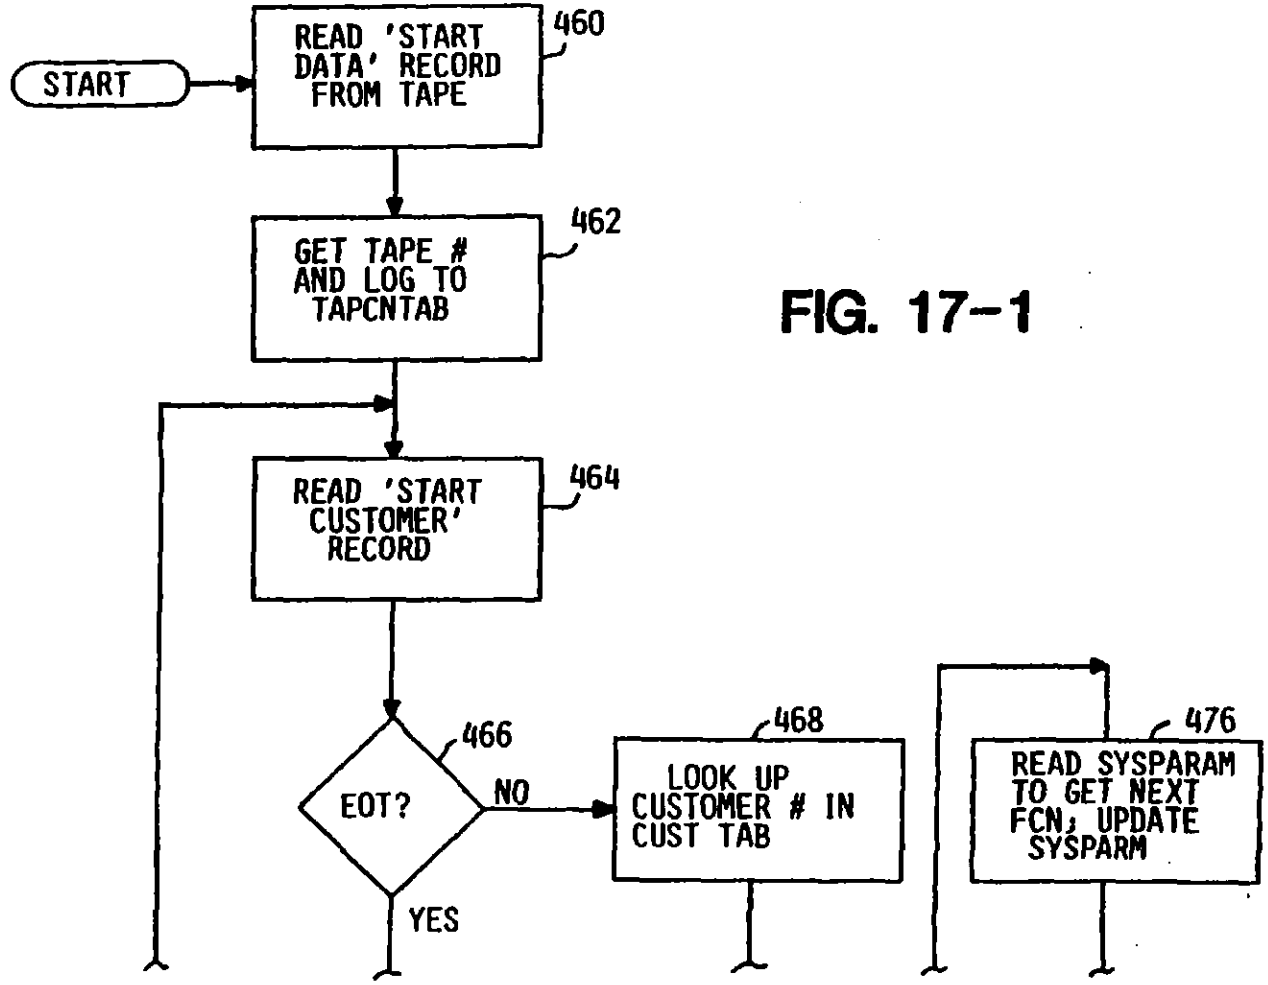 START
READ 'START
DATA' RECORD
FROM TAPE
460
GET TAPE #
AND LOG TO
TAPCNTAB
462
FIG. 17-1
READ 'START
CUSTOMER'
RECORD
464
EOT?
466
NO
YES
LOOK UP
CUSTOMER # IN
CUST TAB
468
READ SYSPARAM
TO GET NEXT
FCN; UPDATE
SYSPARM
476